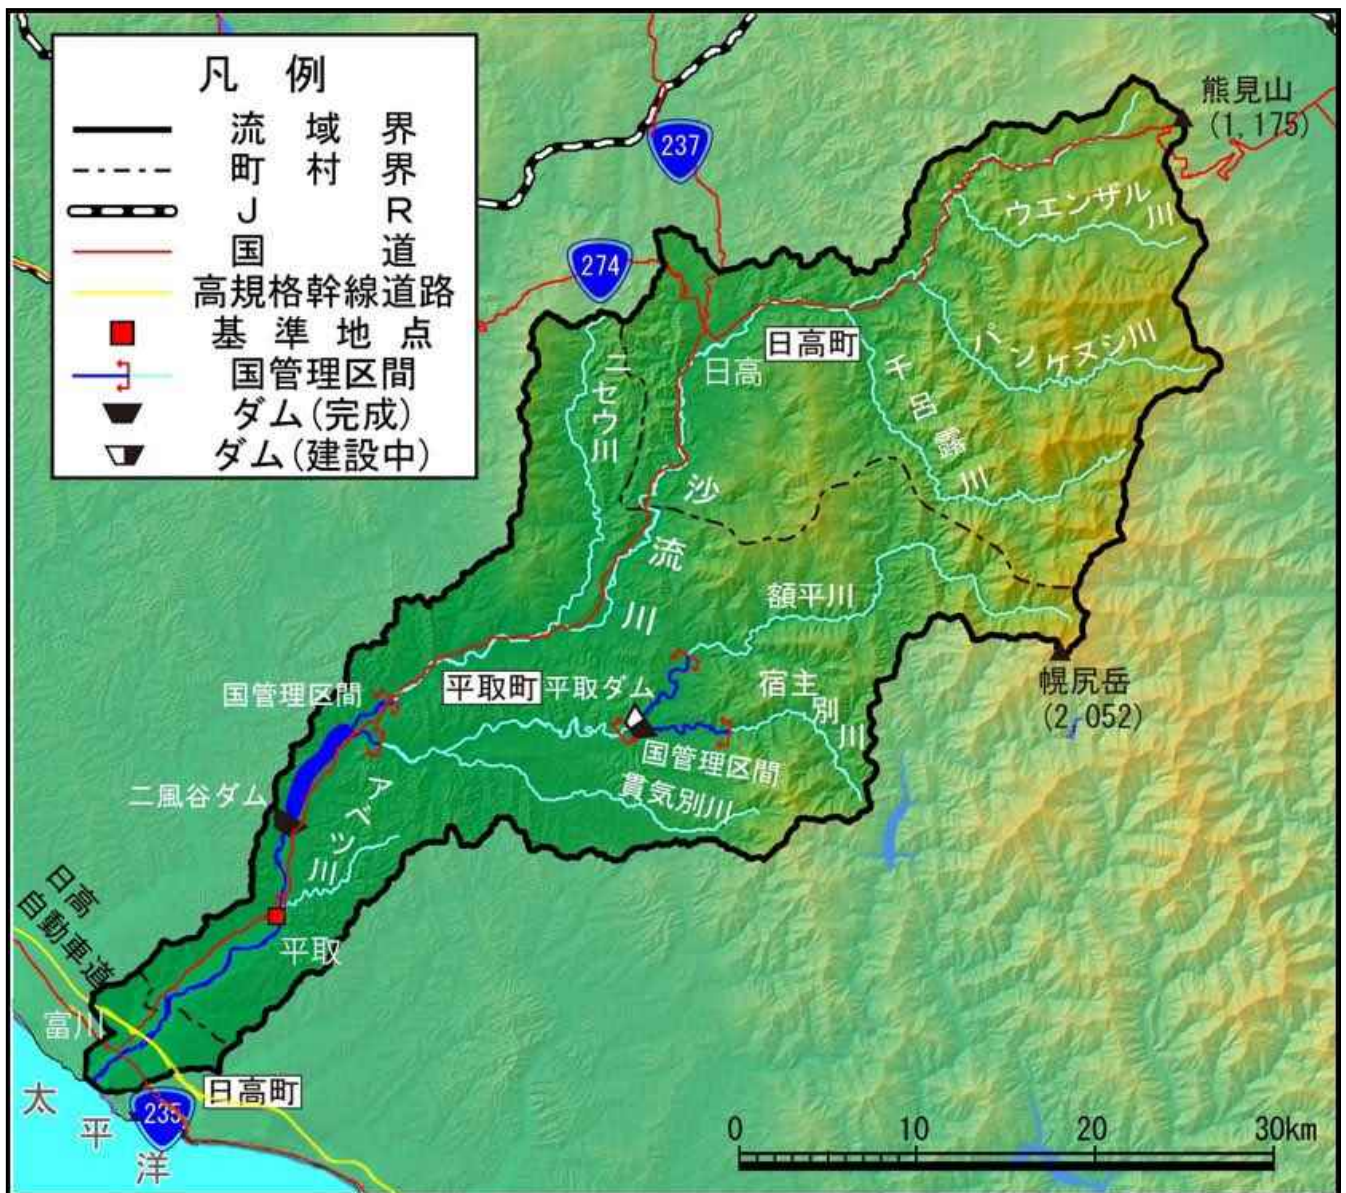 凡例
流域界
町村界
JR
国道
高規格幹線道路
基準地点
国管理区間
ダム(完成)
ダム(建設中)
237
274
熊見山
(1,175)
ウエンザル川
パンケヌシ川
日高町
日高
千呂露川
ニセウ川
沙流川
額平川
幌尻岳
(2,052)
国管理区間
平取町
平取ダム
宿主別川
国管理区間
貫気別川
二風谷ダム
アベツ川
平取
日高
自動車道
富川
日高町
235
太平洋
0 10 20 30km